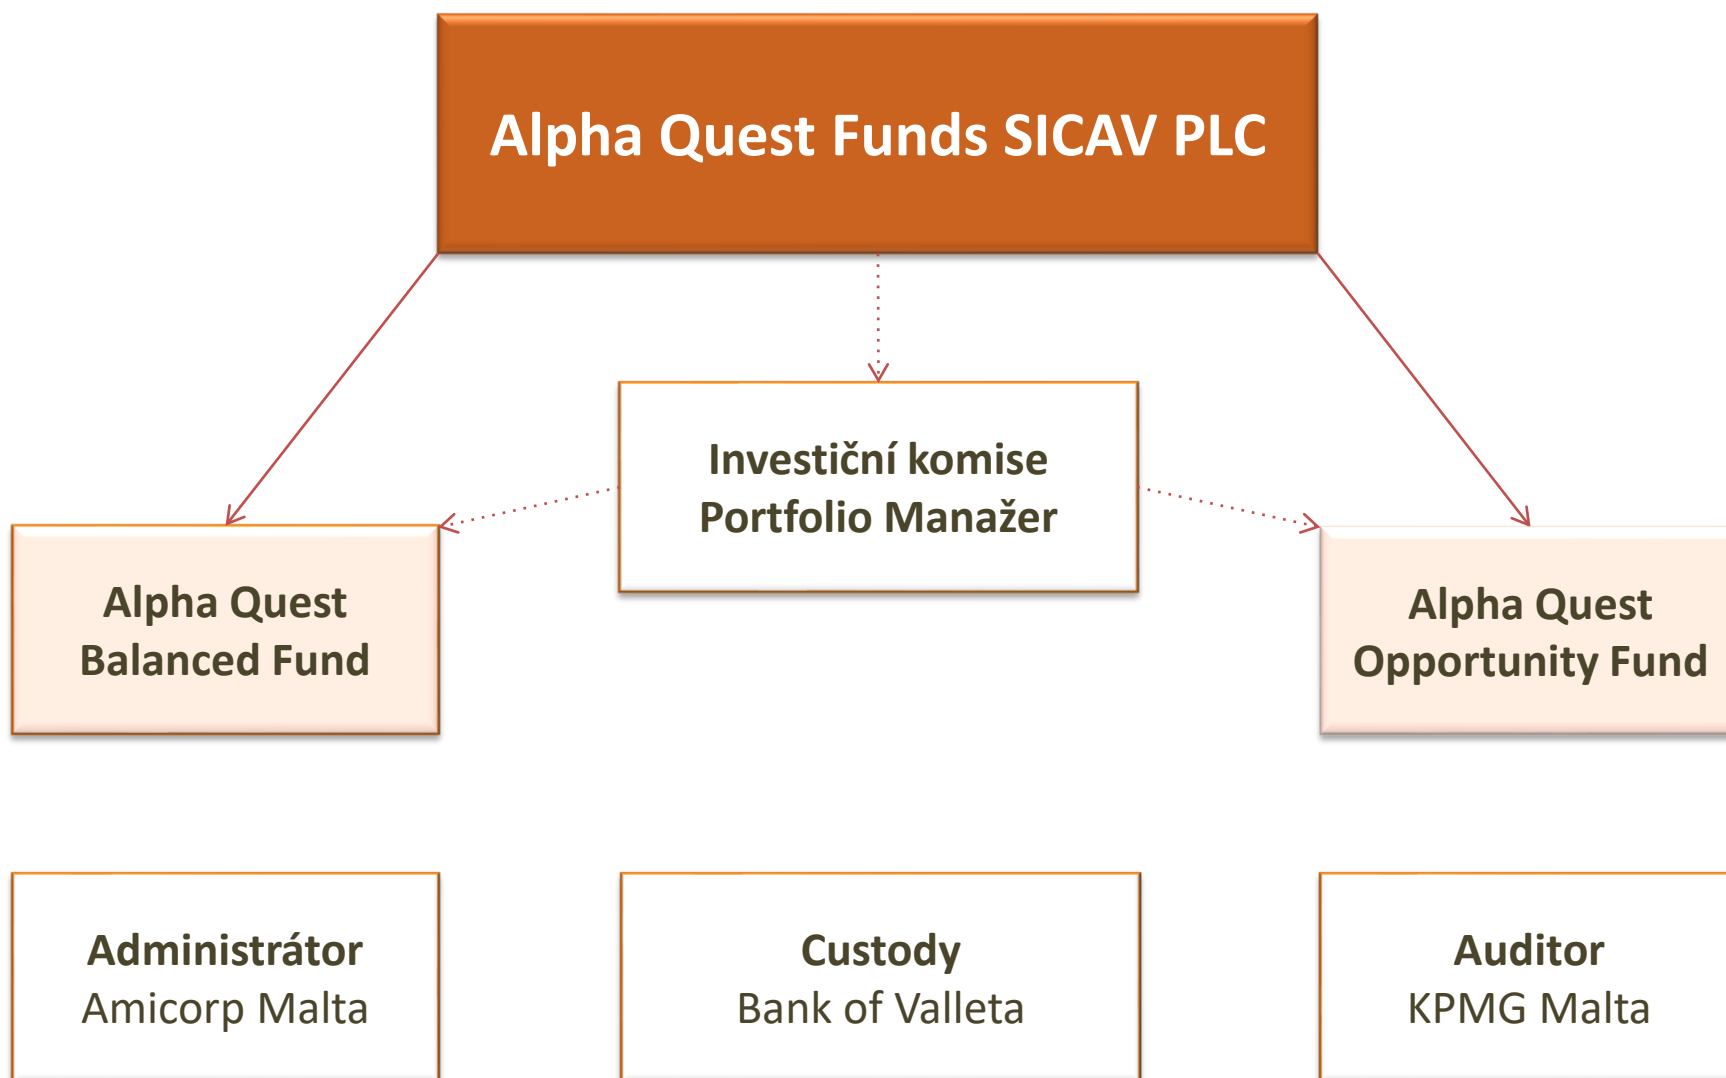 Alpha Quest Funds SICAV PLC
Investiční komise
Portfolio Manažer
Alpha Quest
Balanced Fund
Alpha Quest
Opportunity Fund
Administrátor
Amicorp Malta
Custody
Bank of Valleta
Auditor
KPMG Malta